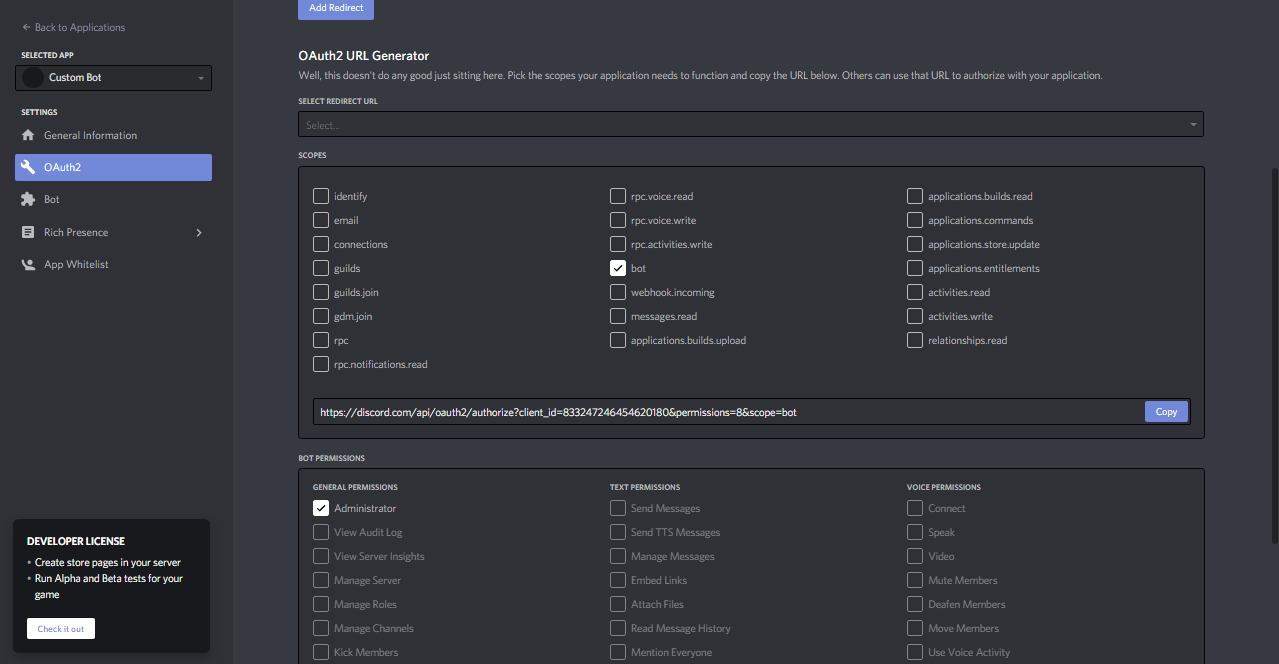 Add Redirect
← Back to Applications
SELECTED APP
Custom Bot
SETTINGS
General Information
OAuth2
Bot
Rich Presence
App Whitelist
DEVELOPER LICENSE
• Create store pages in your server
• Run Alpha and Beta tests for your
game
Check it out
OAuth2 URL Generator
Well, this doesn't do any good just sitting here. Pick the scopes your application needs to function and copy the URL below. Others can use that URL to authorize with your application.
SELECT REDIRECT URL
Select...
SCOPES
identify
email
connections
guilds
guilds.join
gdm.join
rpc
rpc.notifications.read
rpc.voice.read
rpc.voice.write
rpc.activities.write
bot
webhook.incoming
messages.read
applications.builds.upload
applications.builds.read
applications.commands
applications.store.update
applications.entitlements
activities.read
activities.write
relationships.read
https://discord.com/api/oauth2/authorize?client_id=833247246454620180&permissions=8&scope=bot
Copy
BOT PERMISSIONS
GENERAL PERMISSIONS
Administrator
View Audit Log
View Server Insights
Manage Server
Manage Roles
Manage Channels
Kick Members
TEXT PERMISSIONS
Send Messages
Send TTS Messages
Manage Messages
Embed Links
Attach Files
Read Message History
Mention Everyone
VOICE PERMISSIONS
Connect
Speak
Video
Mute Members
Deafen Members
Move Members
Use Voice Activity